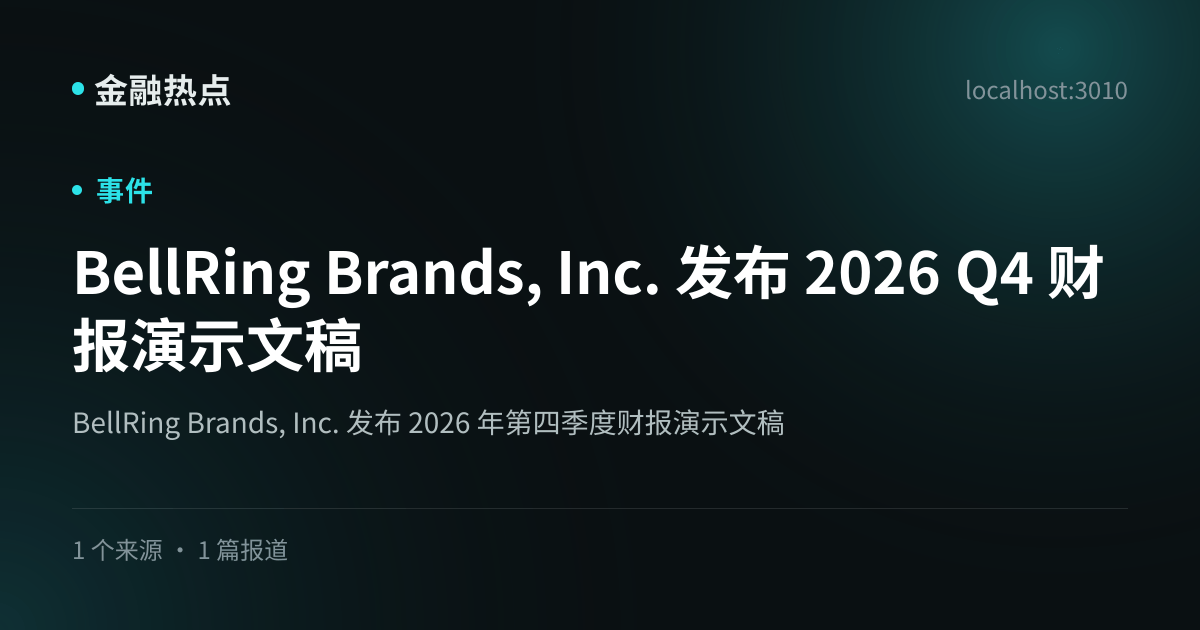 金融热点
localhost:3010
事件
BellRing Brands, Inc. 发布 2026 Q4 财
报演示文稿
BellRing Brands, Inc. 发布 2026 年第四季度财报演示文稿
1 个来源 · 1 篇报道